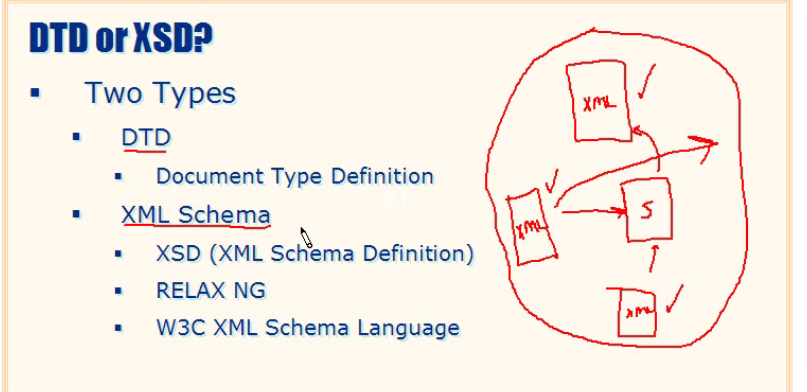 DTD or XSD?
Two Types
DTD
Document Type Definition
XML Schema
XSD (XML Schema Definition)
RELAX NG
W3C XML Schema Language
XML
XML
S
XML